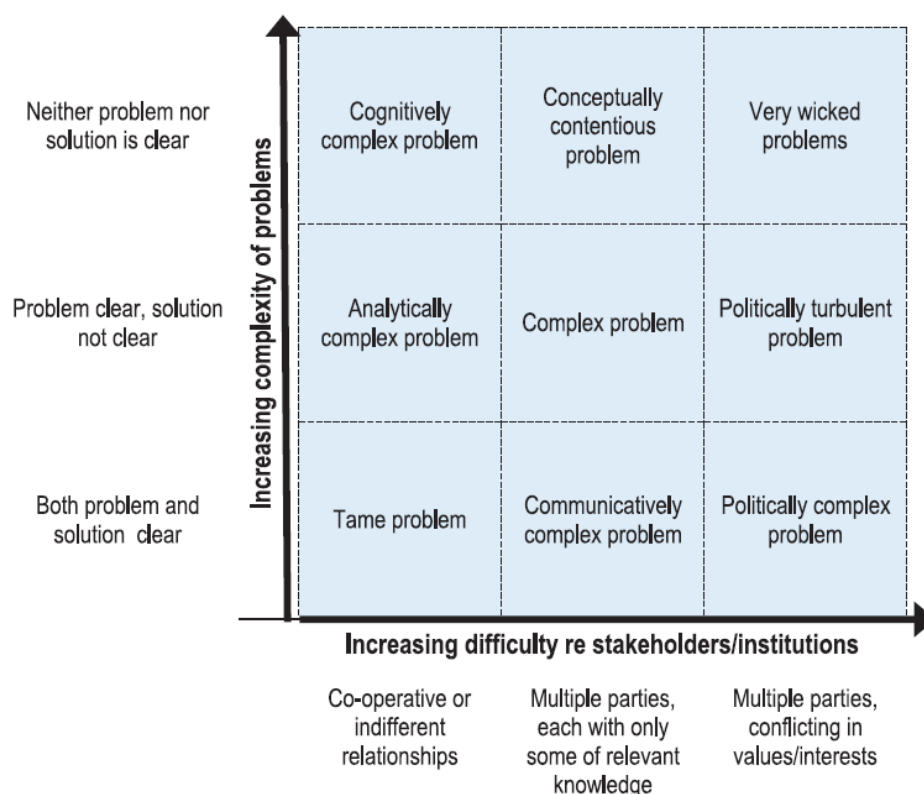 Neither problem nor
solution is clear
Cognitively
complex problem
Conceptually
contentious
problem
Very wicked
problems
Increasing complexity of problems
Problem clear, solution
not clear
Analytically
complex problem
Complex problem
Politically turbulent
problem
Both problem and
solution clear
Tame problem
Communicatively
complex problem
Politically complex
problem
Increasing difficulty re stakeholders/institutions
Co-operative or
indifferent
relationships
Multiple parties,
each with only
some of relevant
knowledge
Multiple parties,
conflicting in
values/interests